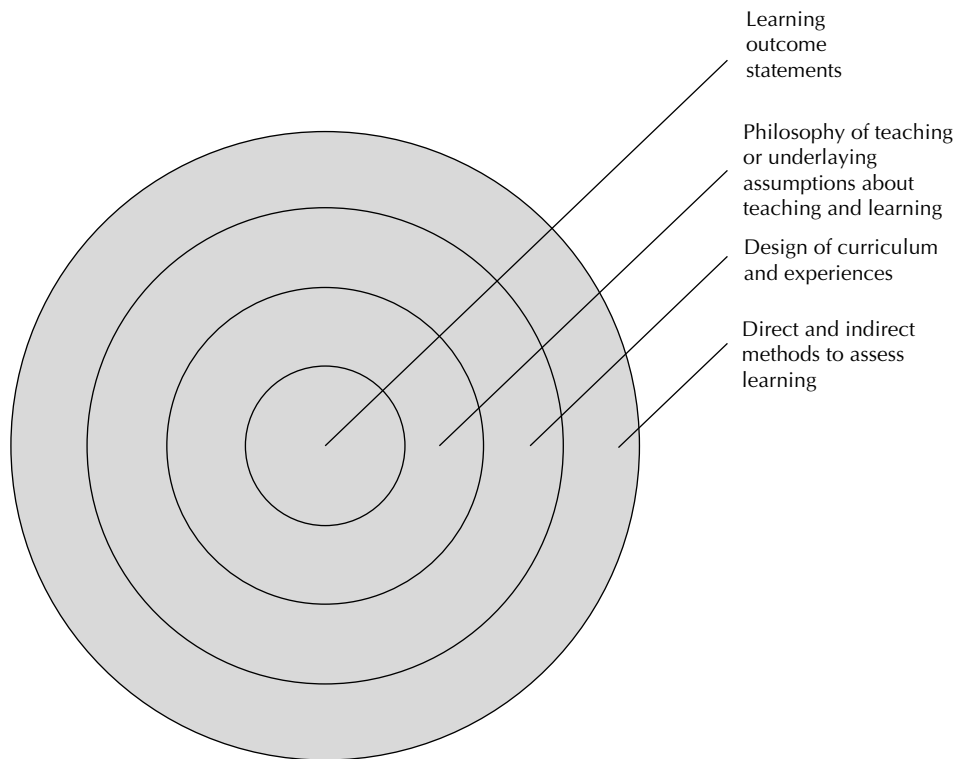 Learning
outcome
statements
Philosophy of teaching
or underlaying
assumptions about
teaching and learning
Design of curriculum
and experiences
Direct and indirect
methods to assess
learning